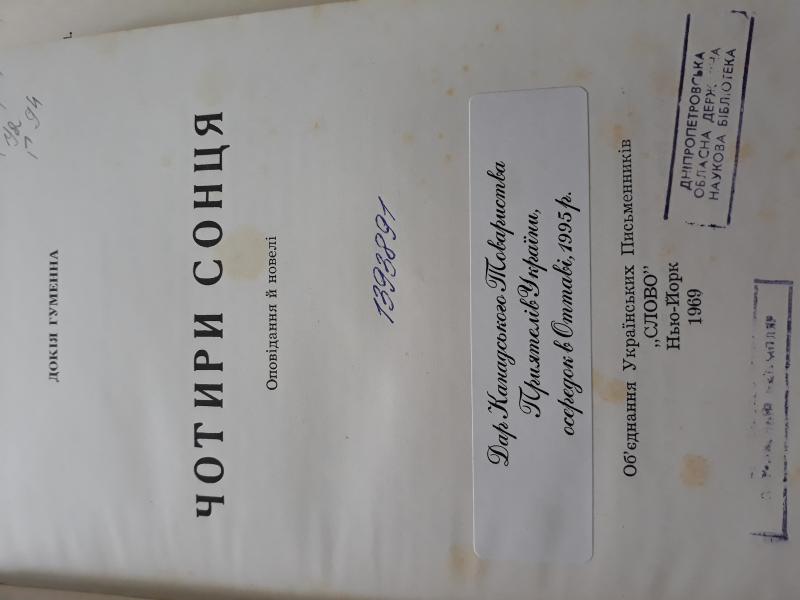 ДОКІЯ ГУМЕННА
ЧОТИРИ СОНЦЯ
Оповідання й новелі
1393891
Дар Канадського Товариства
Приятелів України,
осередок в Оттаві, 1995 р.
Об'єднання Українських Письменників
„СЛОВО”
Нью-Йорк
1969
ДНІПРОПЕТРОВСЬКА
ОБЛАСНА
НАУКОВА БІБЛІОТЕКА